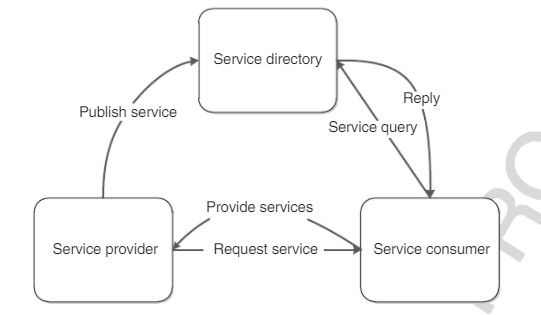 Service directory
Publish service
Reply
Service query
Provide services
Service provider
Request service
Service consumer